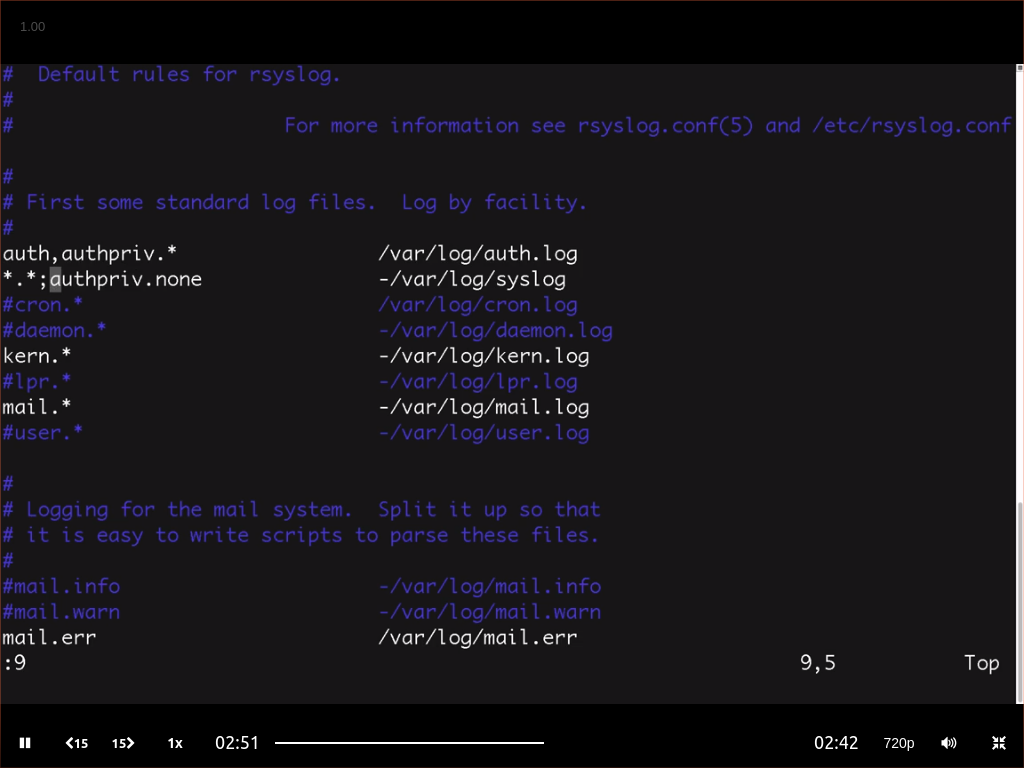 1.00
#  Default rules for rsyslog.
#
#                       For more information see rsyslog.conf(5) and /etc/rsyslog.conf
#
# First some standard log files.  Log by facility.
#
auth,authpriv.*                 /var/log/auth.log
*.*;authpriv.none               -/var/log/syslog
#cron.*                         /var/log/cron.log
#daemon.*                       -/var/log/daemon.log
kern.*                          -/var/log/kern.log
#lpr.*                          -/var/log/lpr.log
mail.*                          -/var/log/mail.log
#user.*                         -/var/log/user.log
#
# Logging for the mail system.  Split it up so that
# it is easy to write scripts to parse these files.
#
#mail.info                      -/var/log/mail.info
#mail.warn                      -/var/log/mail.warn
mail.err                        /var/log/mail.err
:9 9,5 Top
15 15 1x 02:51 02:42 720p